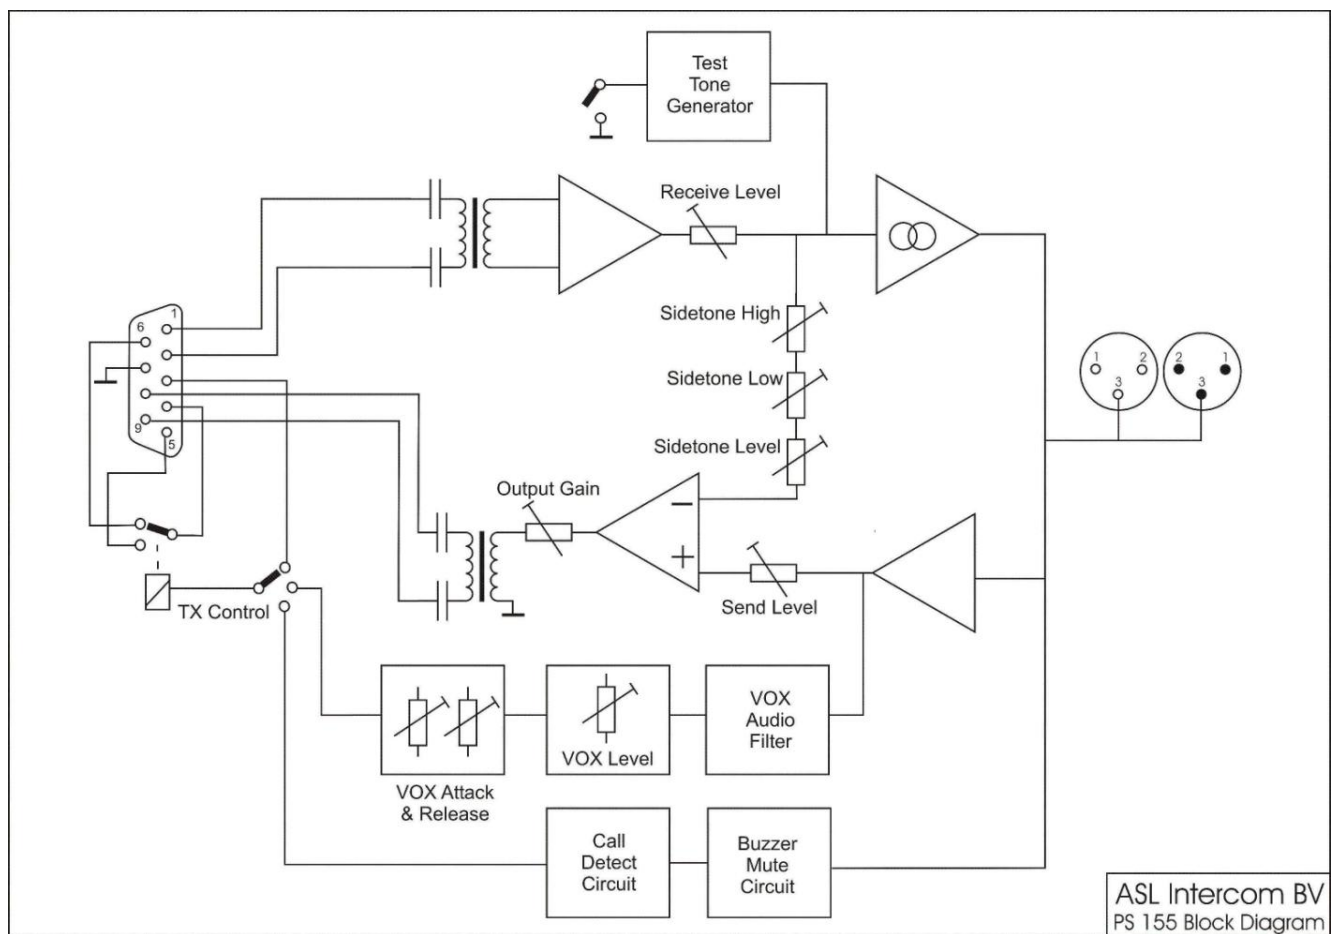 Test
Tone
Generator
Receive Level
Sidetone High
Sidetone Low
Sidetone Level
1
6
9
5
1
2
3
2
1
3
Output Gain
−
+
Send Level
TX Control
VOX Attack
& Release
VOX Level
VOX
Audio
Filter
Call
Detect
Circuit
Buzzer
Mute
Circuit
ASL Intercom BV
PS 155 Block Diagram